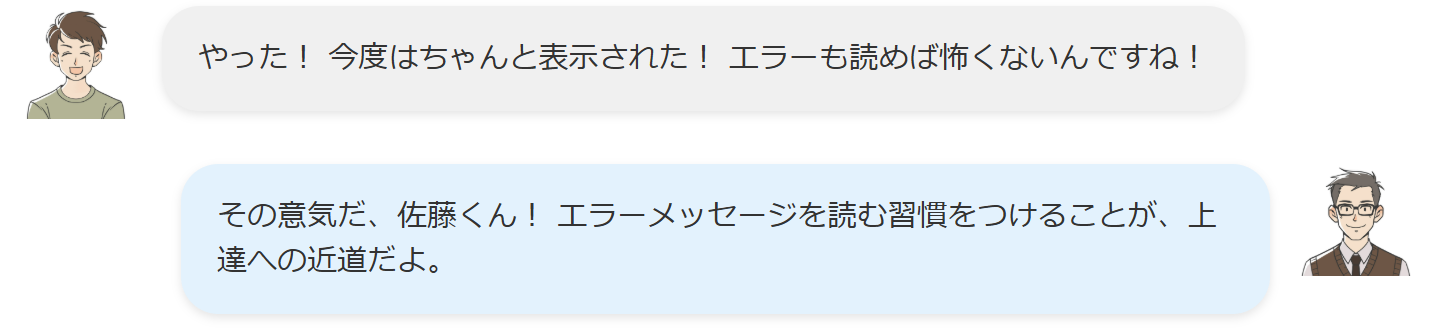 やった！ 今度はちゃんと表示された！ エラーも読めば怖くないんですね！
その意気だ、佐藤くん！ エラーメッセージを読む習慣をつけることが、上
達への近道だよ。